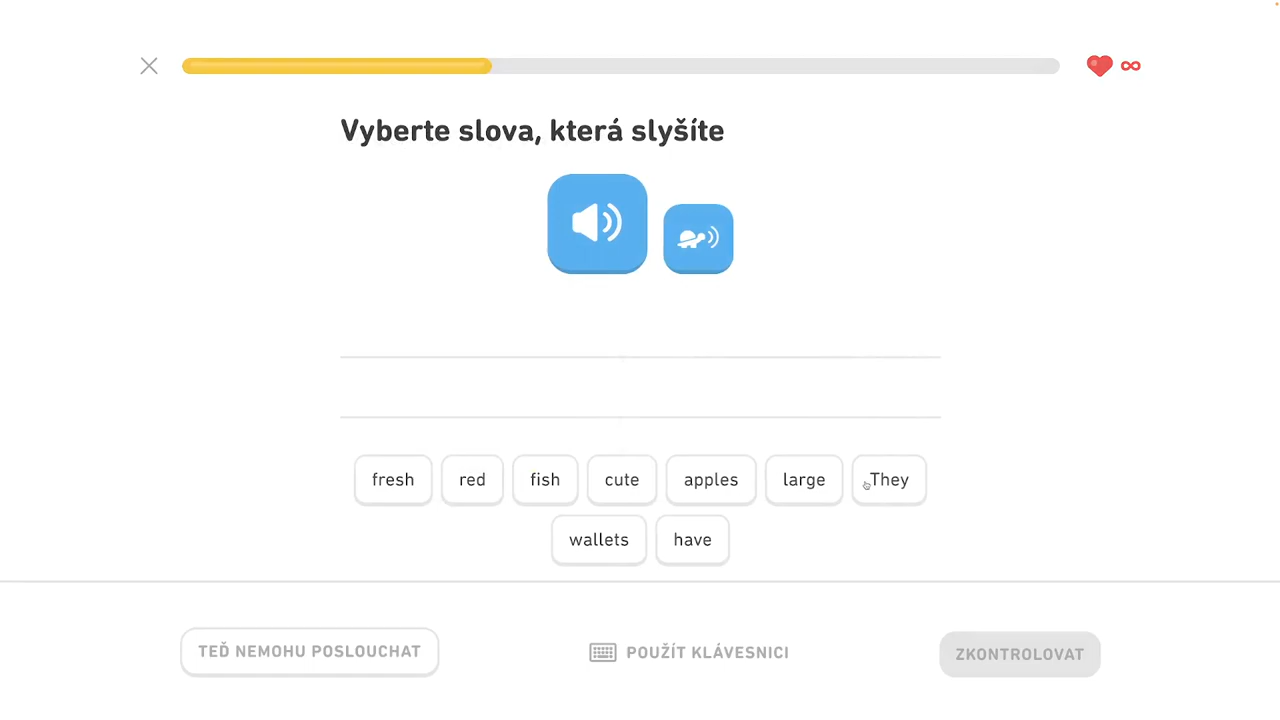 Vyberte slova, která slyšíte
fresh red fish cute apples large They
wallets have
TEĎ NEMOHU POSLOUCHAT POUŽÍT KLÁVESNICI ZKONTROLOVAT